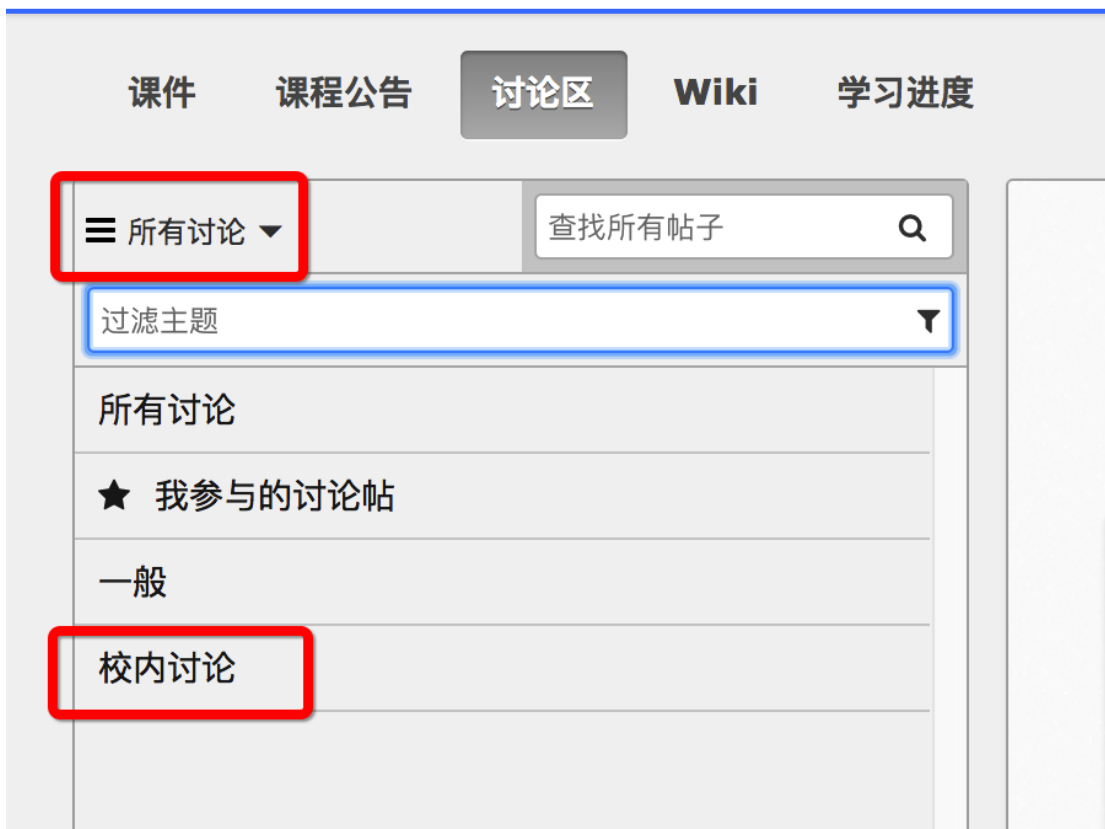 课件 课程公告 讨论区 Wiki 学习进度
所有讨论 查找所有帖子
过滤主题
所有讨论
我参与的讨论帖
一般
校内讨论